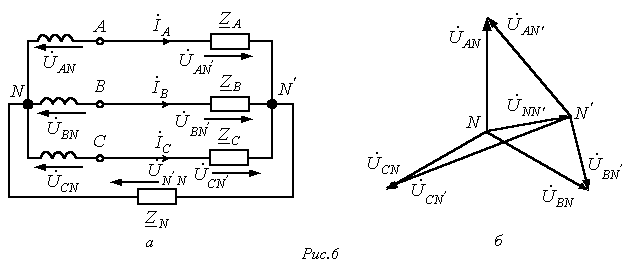 A İ_A Z_A U̇_AN' U̇_AN
U̇_AN U̇_AN'
N B İ_B Z_B N'
U̇_BN U̇_BN' N U̇_NN' N'
C İ_C Z_C
U̇_CN U̇_N'N U̇_CN' U̇_CN U̇_CN' U̇_BN U̇_BN'
Z_N
а б
Рис.6